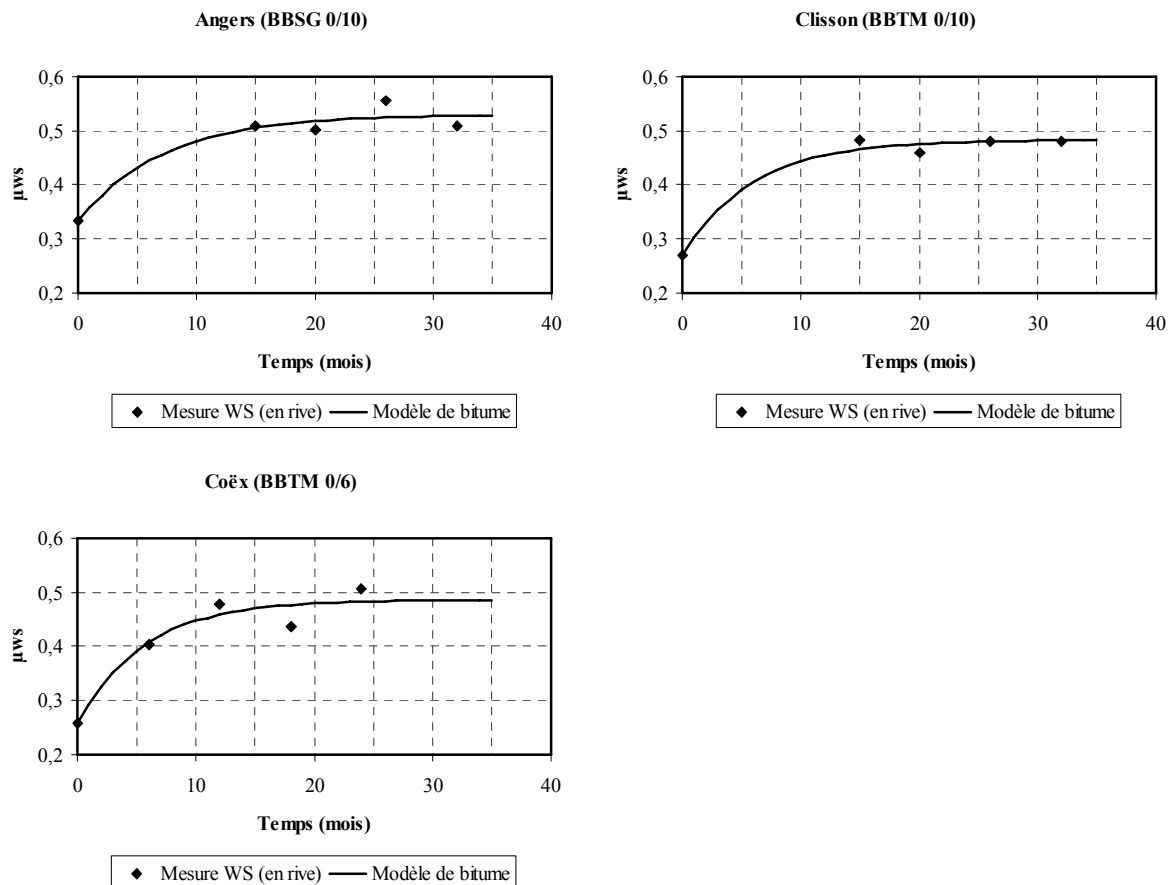 Angers (BBSG 0/10)
0,6
0,5
0,4
0,3
0,2
µws
0 10 20 30 40
Temps (mois)
Mesure WS (en rive) Modèle de bitume
Clisson (BBTM 0/10)
0,6
0,5
0,4
0,3
0,2
µws
0 10 20 30 40
Temps (mois)
Mesure WS (en rive) Modèle de bitume
Coëx (BBTM 0/6)
0,6
0,5
0,4
0,3
0,2
µws
0 10 20 30 40
Temps (mois)
Mesure WS (en rive) Modèle de bitume